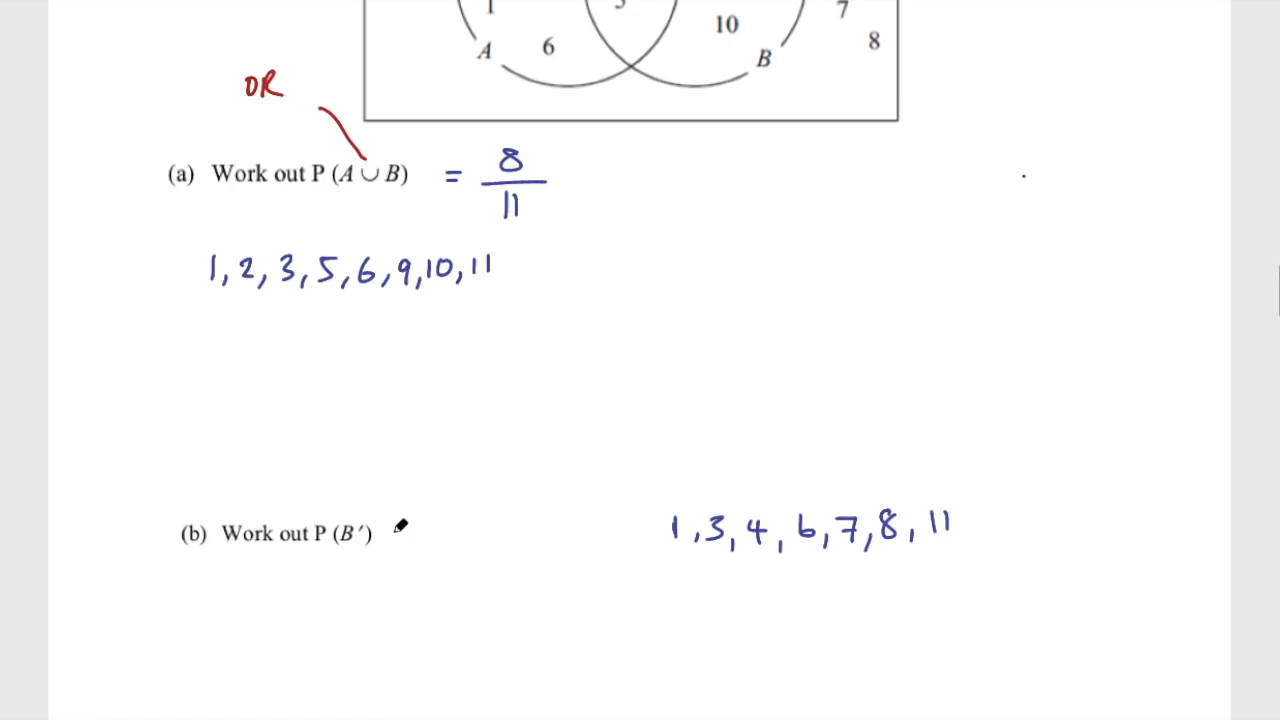 1
5
7
10
A
6
B
8
OR
(a) Work out P (A ∪ B) = 8/11
1, 2, 3, 5, 6, 9, 10, 11
(b) Work out P (B′)
1, 3, 4, 6, 7, 8, 11